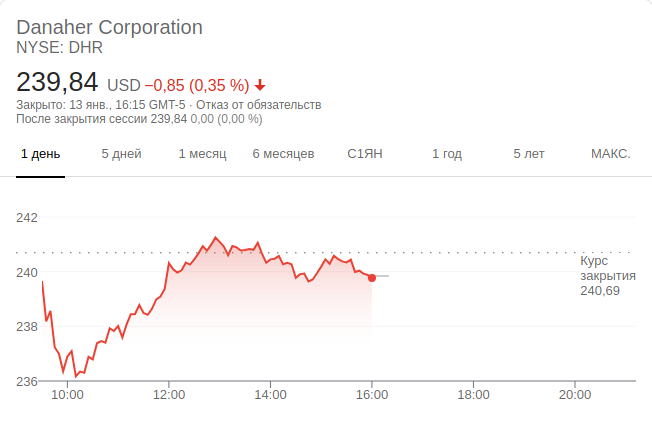 Danaher Corporation
NYSE: DHR
239,84 USD −0,85 (0,35 %)
Закрыто: 13 янв., 16:15 GMT-5 · Отказ от обязательств
После закрытия сессии 239,84 0,00 (0,00 %)
1 день 5 дней 1 месяц 6 месяцев С1ЯН 1 год 5 лет МАКС.
242
240
238
236
Курс
закрытия
240,69
10:00 12:00 14:00 16:00 18:00 20:00